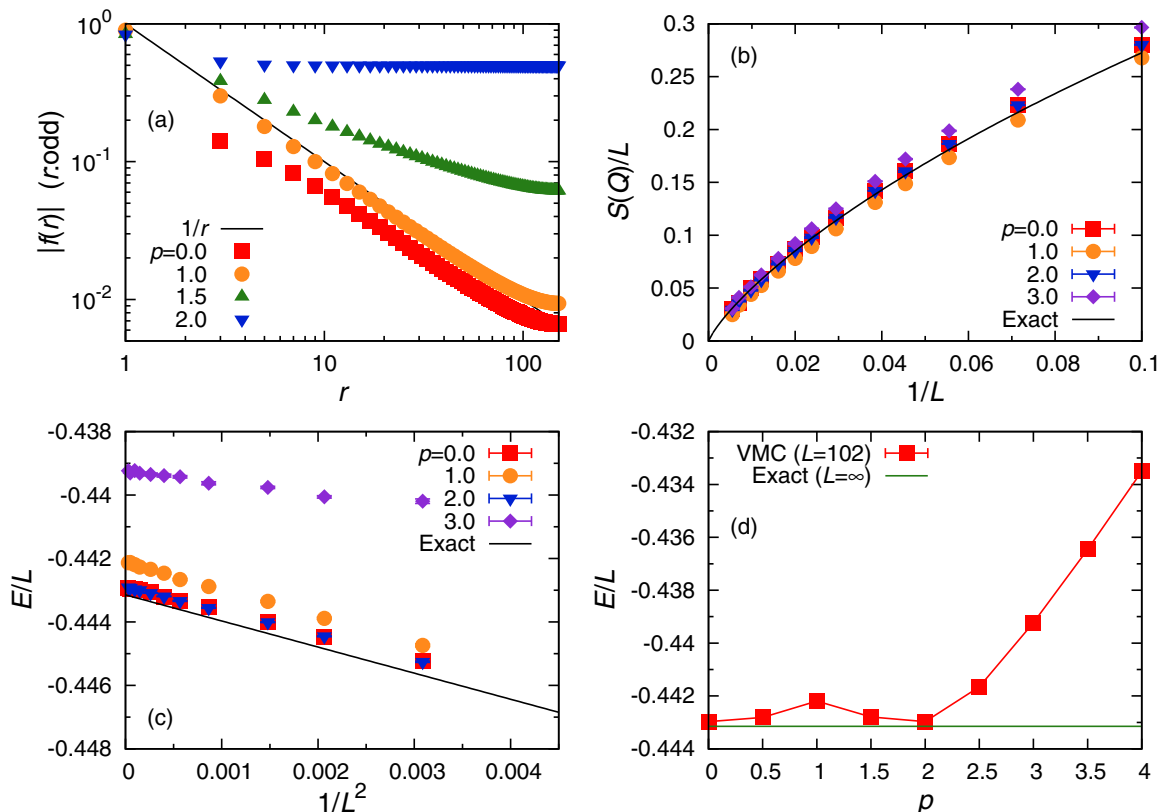 10^0
10^-1
10^-2
|f(r)| (r:odd)
(a)
1/r
p=0.0
1.0
1.5
2.0
1
10
100
r
0.3
0.25
0.2
0.15
0.1
0.05
0
S(Q)/L
(b)
p=0.0
1.0
2.0
3.0
Exact
0
0.02
0.04
0.06
0.08
0.1
1/L
-0.438
-0.44
-0.442
-0.444
-0.446
-0.448
E/L
p=0.0
1.0
2.0
3.0
Exact
(c)
0
0.001
0.002
0.003
0.004
1/L^2
-0.432
-0.434
-0.436
-0.438
-0.44
-0.442
-0.444
E/L
VMC (L=102)
Exact (L=∞)
(d)
0
0.5
1
1.5
2
2.5
3
3.5
4
p